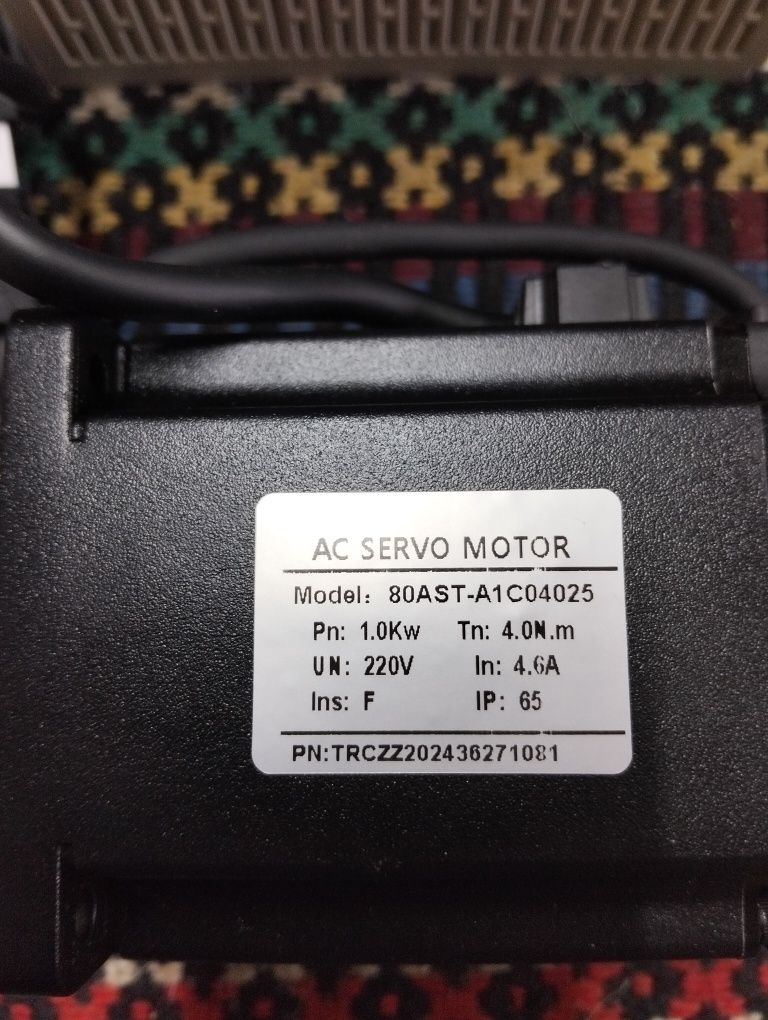 AC SERVO MOTOR
Model: 80AST-A1C04025
Pn: 1.0Kw Tn: 4.0N.m
UN: 220V In: 4.6A
Ins: F IP: 65
PN:TRCZZ202436271081